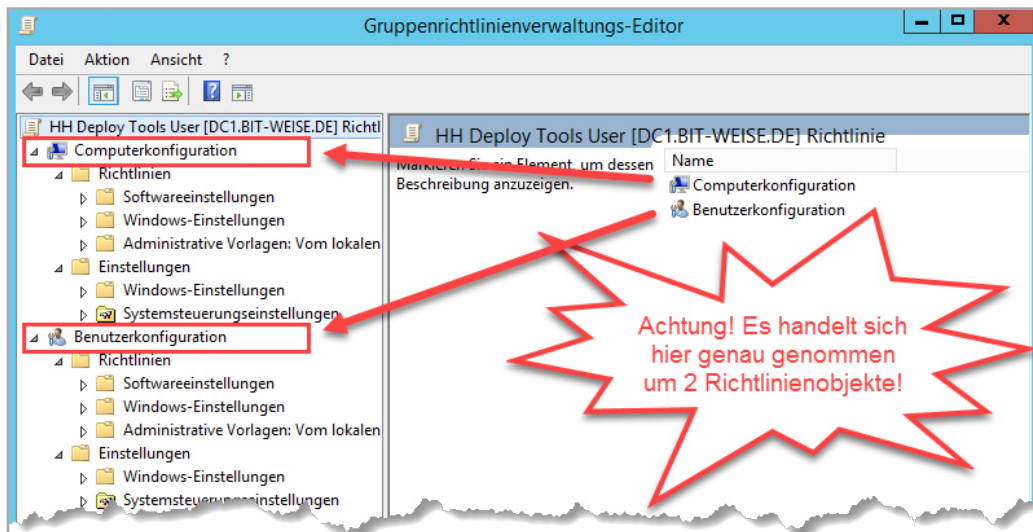 Gruppenrichtlinienverwaltungs-Editor
Datei Aktion Ansicht ?
HH Deploy Tools User [DC1.BIT-WEISE.DE] Richtl
Computerkonfiguration
Richtlinien
Softwareeinstellungen
Windows-Einstellungen
Administrative Vorlagen: Vom lokalen
Einstellungen
Windows-Einstellungen
Systemsteuerungseinstellungen
Benutzerkonfiguration
Richtlinien
Softwareeinstellungen
Windows-Einstellungen
Administrative Vorlagen: Vom lokalen
Einstellungen
Windows-Einstellungen
Systemsteuerungseinstellungen
HH Deploy Tools User [DC1.BIT-WEISE.DE] Richtlinie
Markieren Sie ein Element, um dessen
Beschreibung anzuzeigen.
Name
Computerkonfiguration
Benutzerkonfiguration
Achtung! Es handelt sich
hier genau genommen
um 2 Richtlinienobjekte!